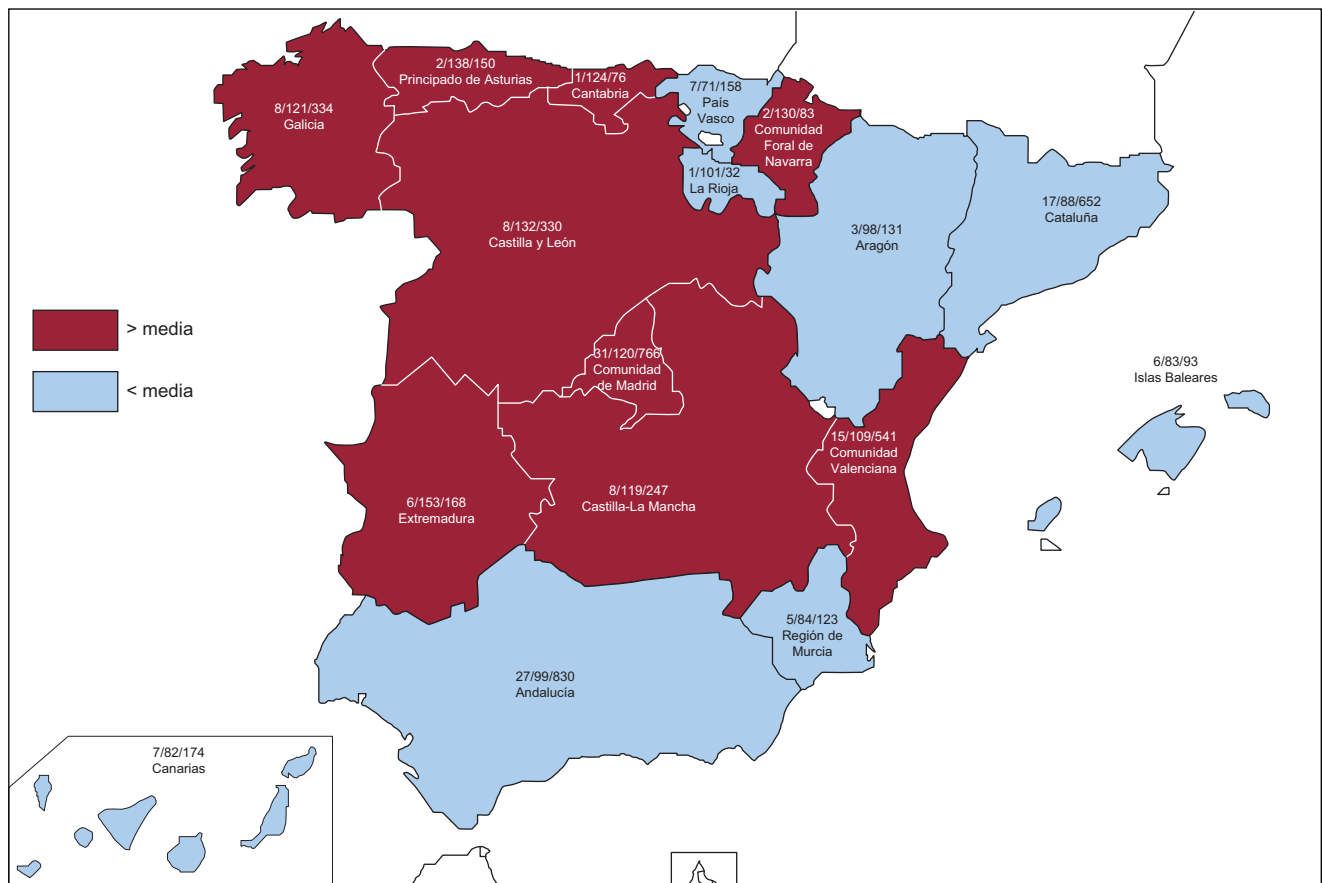 2/138/150
Principado de Asturias
1/124/76
Cantabria
7/71/158
País
Vasco
8/121/334
Galicia
2/130/83
Comunidad
Foral de
Navarra
1/101/32
La Rioja
17/88/652
Cataluña
8/132/330
Castilla y León
3/98/131
Aragón
> media
< media
31/120/766
Comunidad
de Madrid
6/83/93
Islas Baleares
15/109/541
Comunidad
Valenciana
6/153/168
Extremadura
8/119/247
Castilla-La Mancha
5/84/123
Región de
Murcia
27/99/830
Andalucía
7/82/174
Canarias